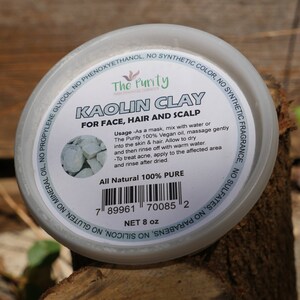 The Purity
KAOLIN CLAY
FOR FACE, HAIR AND SCALP
Usage -As a mask, mix with water or
The Purity 100% Vegan oil, massage gently
into the skin & hair. Allow to dry
and then rinse off with warm water.
-To treat acne, apply to the affected area
and rinse after dried.
All Natural 100% PURE
7 89961 70085 2
NET 8 oz
NO GLUTEN, NO MINERAL OIL, NO PROPYLENE GLYCOL, NO PHENOXYETHANOL, NO SYNTHETIC COLOR, NO SYNTHETIC FRAGRANCE,
NO SULFATES, NO PARABENS, NO SILICON,